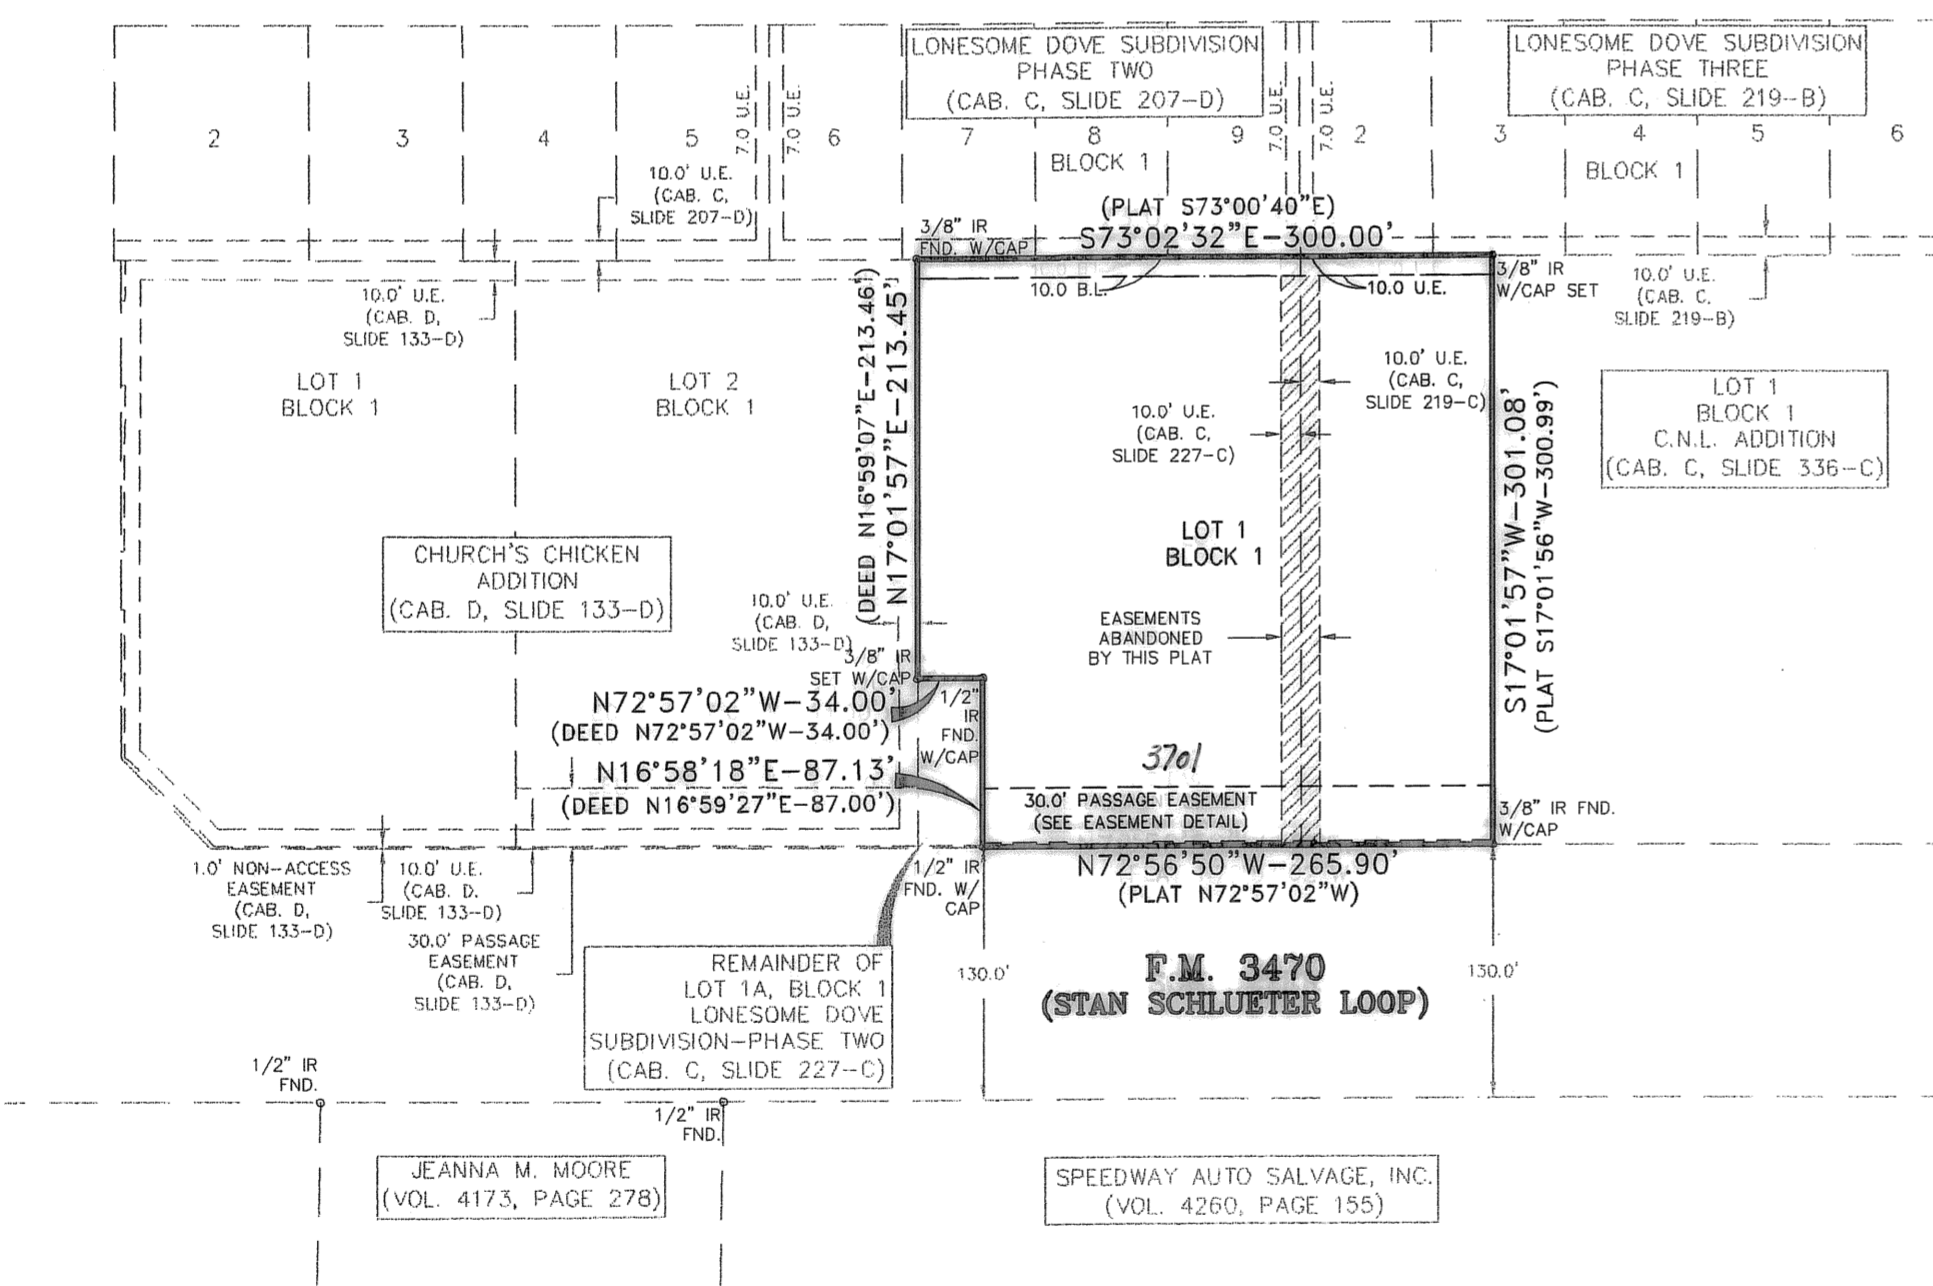 LONESOME DOVE SUBDIVISION
PHASE TWO
(CAB. C, SLIDE 207-D)
LONESOME DOVE SUBDIVISION
PHASE THREE
(CAB. C, SLIDE 219-B)
2
3
4
5
7.0 U.E.
7.0 U.E.
6
7
8
9
BLOCK 1
7.0 U.E.
7.0 U.E.
2
3
4
5
6
BLOCK 1
10.0' U.E.
(CAB. C,
SLIDE 207-D)
(PLAT S73°00'40"E)
S73°02'32"E-300.00'
3/8" IR
FND. W/CAP
3/8" IR
W/CAP SET
10.0' U.E.
(CAB. C,
SLIDE 219-B)
10.0' U.E.
(CAB. D,
SLIDE 133-D)
10.0 B.L.
10.0 U.E.
LOT 1
BLOCK 1
LOT 2
BLOCK 1
(DEED N16°59'07"E-213.46')
N17°01'57"E-213.45'
10.0' U.E.
(CAB. C,
SLIDE 219-C)
10.0' U.E.
(CAB. C,
SLIDE 227-C)
S17°01'57"W-301.08'
(PLAT S17°01'56"W-300.99')
LOT 1
BLOCK 1
C.N.L. ADDITION
(CAB. C, SLIDE 336-C)
LOT 1
BLOCK 1
CHURCH'S CHICKEN
ADDITION
(CAB. D, SLIDE 133-D)
10.0' U.E.
(CAB. D,
SLIDE 133-D)
EASEMENTS
ABANDONED
BY THIS PLAT
3/8" IR
SET W/CAP
N72°57'02"W-34.00'
(DEED N72°57'02"W-34.00')
1/2"
IR
FND.
W/CAP
N16°58'18"E-87.13'
(DEED N16°59'27"E-87.00')
3701
30.0' PASSAGE EASEMENT
(SEE EASEMENT DETAIL)
3/8" IR FND.
W/CAP
N72°56'50"W-265.90'
(PLAT N72°57'02"W)
1/2" IR
FND. W/
CAP
1.0' NON-ACCESS
EASEMENT
(CAB. D,
SLIDE 133-D)
10.0' U.E.
(CAB. D.
SLIDE 133-D)
30.0' PASSAGE
EASEMENT
(CAB. D,
SLIDE 133-D)
REMAINDER OF
LOT 1A, BLOCK 1
LONESOME DOVE
SUBDIVISION-PHASE TWO
(CAB. C, SLIDE 227-C)
130.0'
F.M. 3470
(STAN SCHLUETER LOOP)
130.0'
1/2" IR
FND.
1/2" IR
FND.
JEANNA M. MOORE
(VOL. 4173, PAGE 278)
SPEEDWAY AUTO SALVAGE, INC.
(VOL. 4260, PAGE 155)